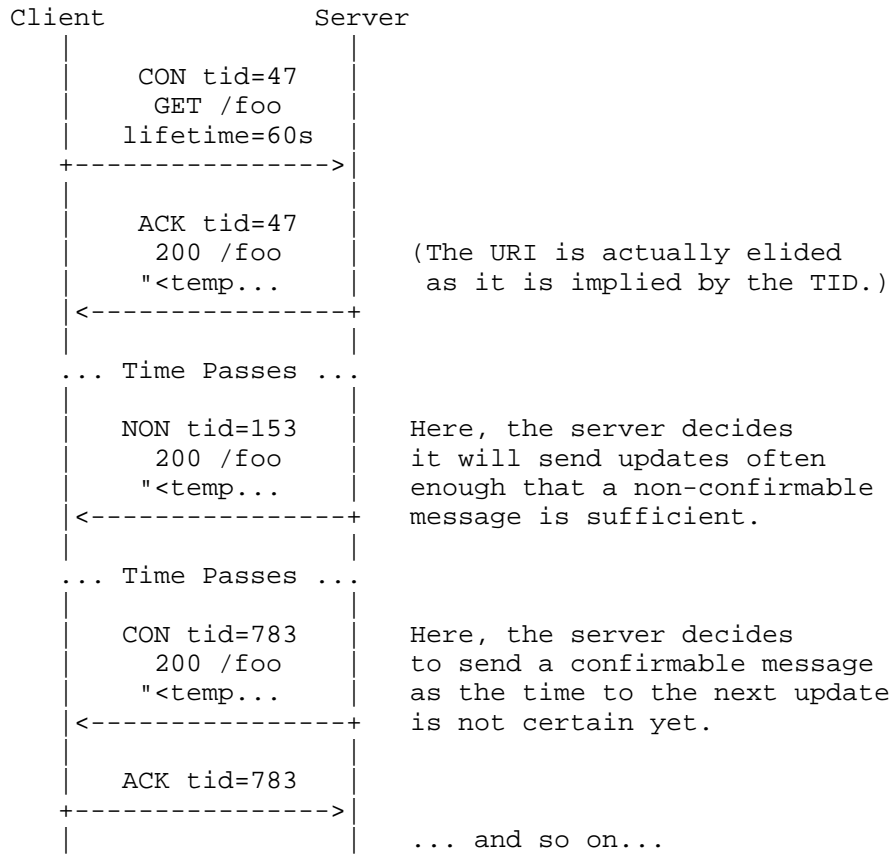 Client Server
CON tid=47
GET /foo
lifetime=60s
+---------------->|
ACK tid=47
200 /foo (The URI is actually elided
"<temp... as it is implied by the TID.)
|<----------------+
... Time Passes ...
NON tid=153 Here, the server decides
200 /foo it will send updates often
"<temp... enough that a non-confirmable
|<----------------+ message is sufficient.
... Time Passes ...
CON tid=783 Here, the server decides
200 /foo to send a confirmable message
"<temp... as the time to the next update
|<----------------+ is not certain yet.
ACK tid=783
+---------------->|
... and so on...